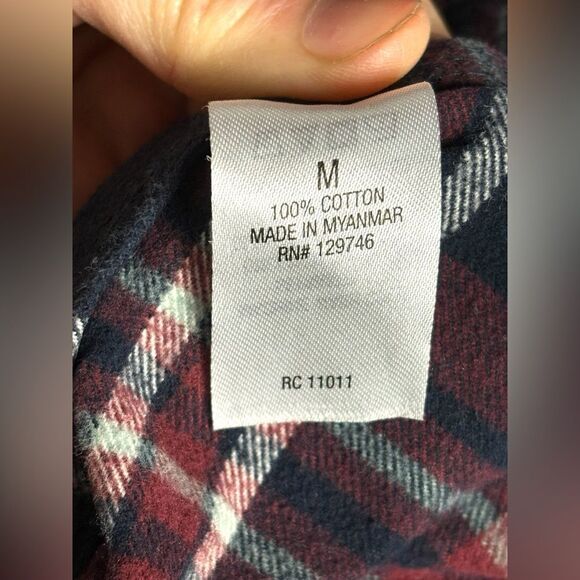 M
100% COTTON
MADE IN MYANMAR
RN# 129746
RC 11011